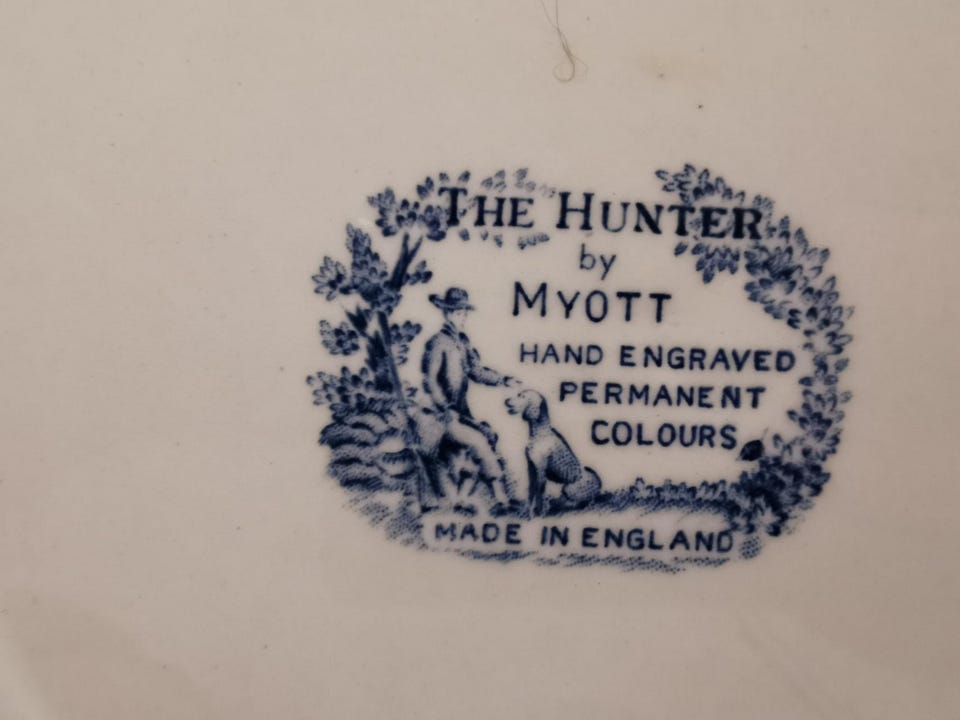 THE HUNTER
by
MYOTT
HAND ENGRAVED
PERMANENT
COLOURS
MADE IN ENGLAND